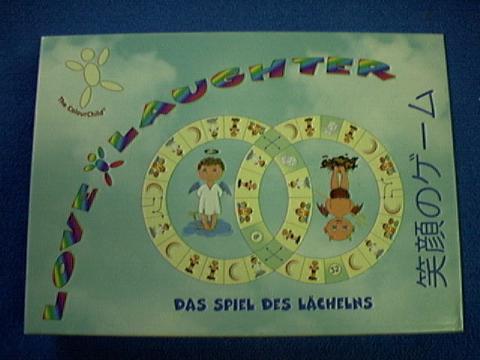 The ColourChild
LOVE LAUGHTER
笑顔のゲーム
DAS SPIEL DES LÄCHELNS